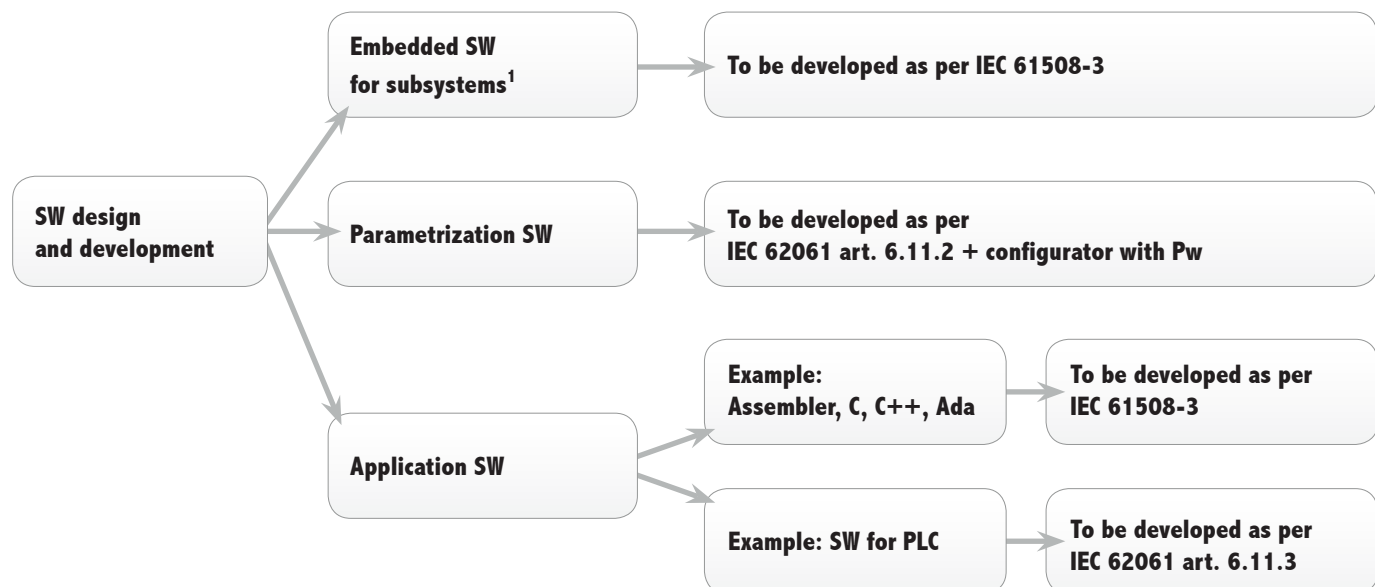 Embedded SW
for subsystems1
To be developed as per IEC 61508-3
SW design
and development
Parametrization SW
To be developed as per
IEC 62061 art. 6.11.2 + configurator with Pw
Application SW
Example:
Assembler, C, C++, Ada
To be developed as per
IEC 61508-3
Example: SW for PLC
To be developed as per
IEC 62061 art. 6.11.3